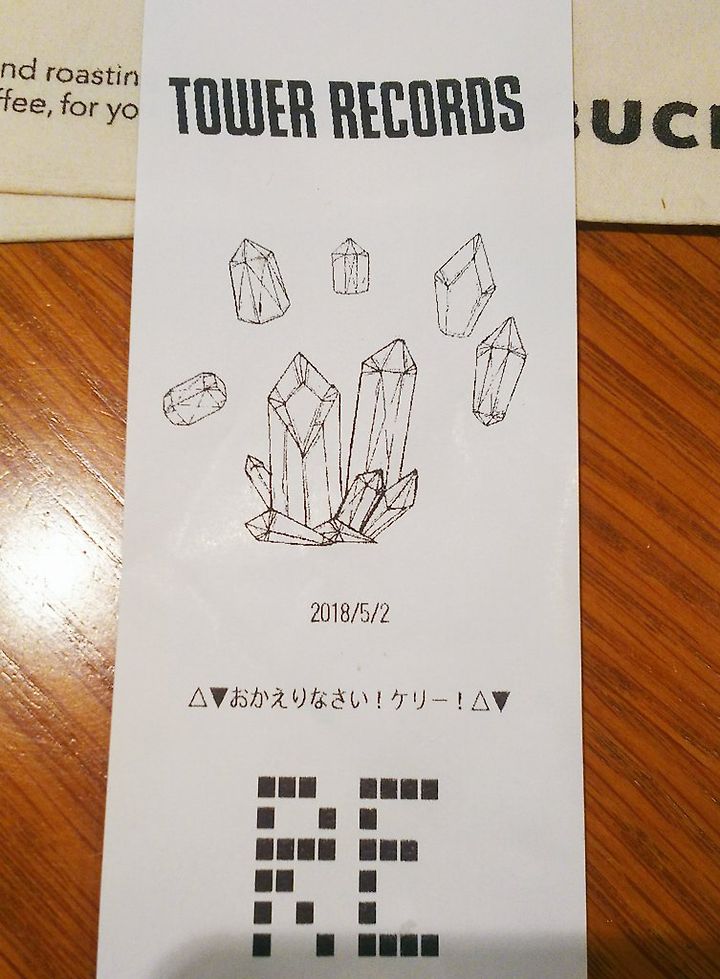 nd roastin
ffee, for yo
UCK
TOWER RECORDS
2018/5/2
△▼おかえりなさい！ケリー！△▼
RE